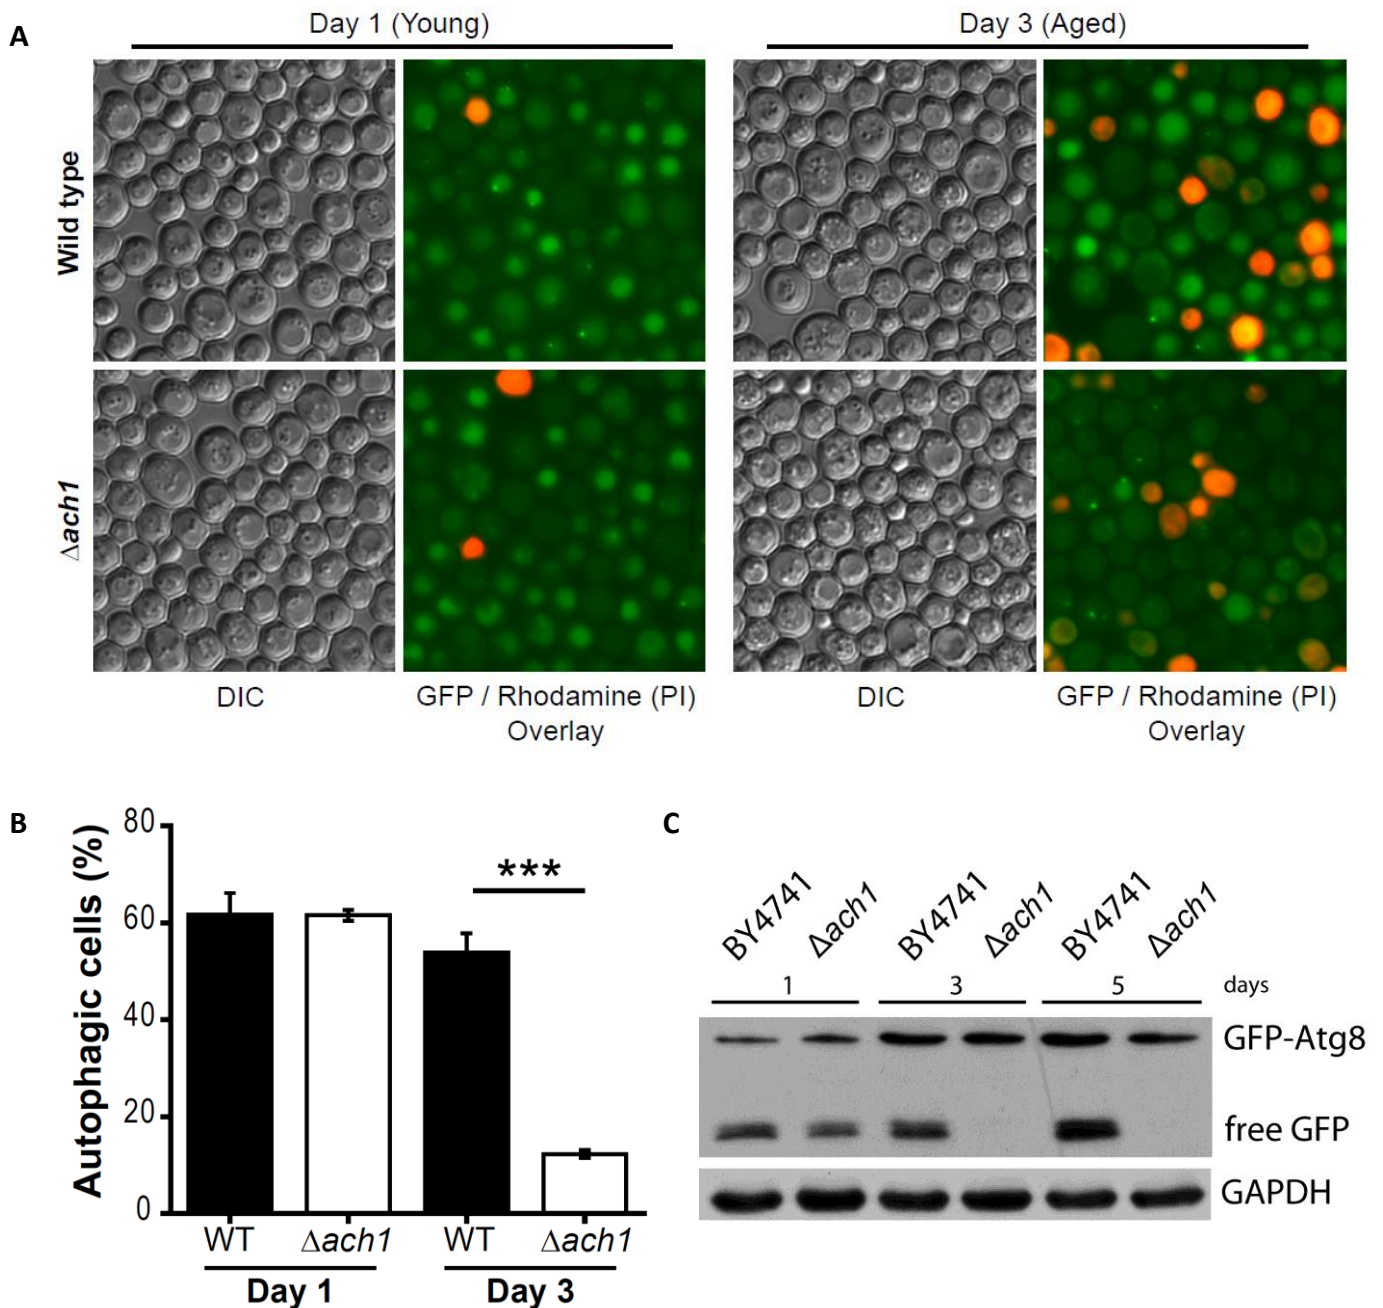 A
Day 1 (Young)
Day 3 (Aged)
Wild type
Δach1
DIC
GFP / Rhodamine (PI)
Overlay
DIC
GFP / Rhodamine (PI)
Overlay
B
Autophagic cells (%)
80
60
40
20
0
***
WT
Δach1
WT
Δach1
Day 1
Day 3
C
BY4741
Δach1
BY4741
Δach1
BY4741
Δach1
1
3
5
days
GFP-Atg8
free GFP
GAPDH